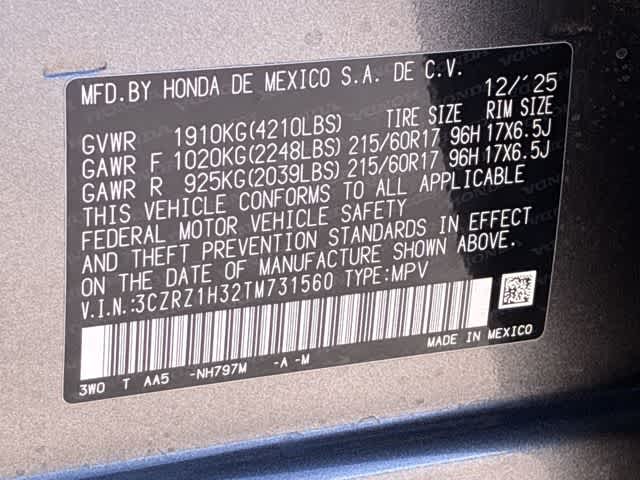 MFD.BY HONDA DE MEXICO S.A. DE C.V. 12/'25
TIRE SIZE RIM SIZE
GVWR 1910KG(4210LBS)
GAWR F 1020KG(2248LBS) 215/60R17 96H 17X6.5J
GAWR R 925KG(2039LBS) 215/60R17 96H 17X6.5J
THIS VEHICLE CONFORMS TO ALL APPLICABLE
FEDERAL MOTOR VEHICLE SAFETY
AND THEFT PREVENTION STANDARDS IN EFFECT
ON THE DATE OF MANUFACTURE SHOWN ABOVE.
V.I.N.:3CZRZ1H32TM731560 TYPE:MPV
MADE IN MEXICO
3W0 T AA5 -NH797M -A -M